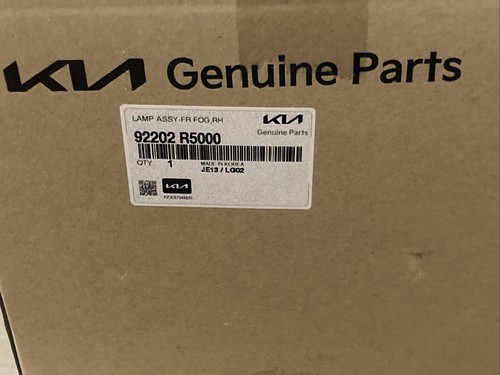 KIA Genuine Parts
LAMP ASSY-FR FOG,RH
KIA
Genuine Parts
92202 R5000
QTY 1
MADE IN KOREA
JE13 / LG02
KIA